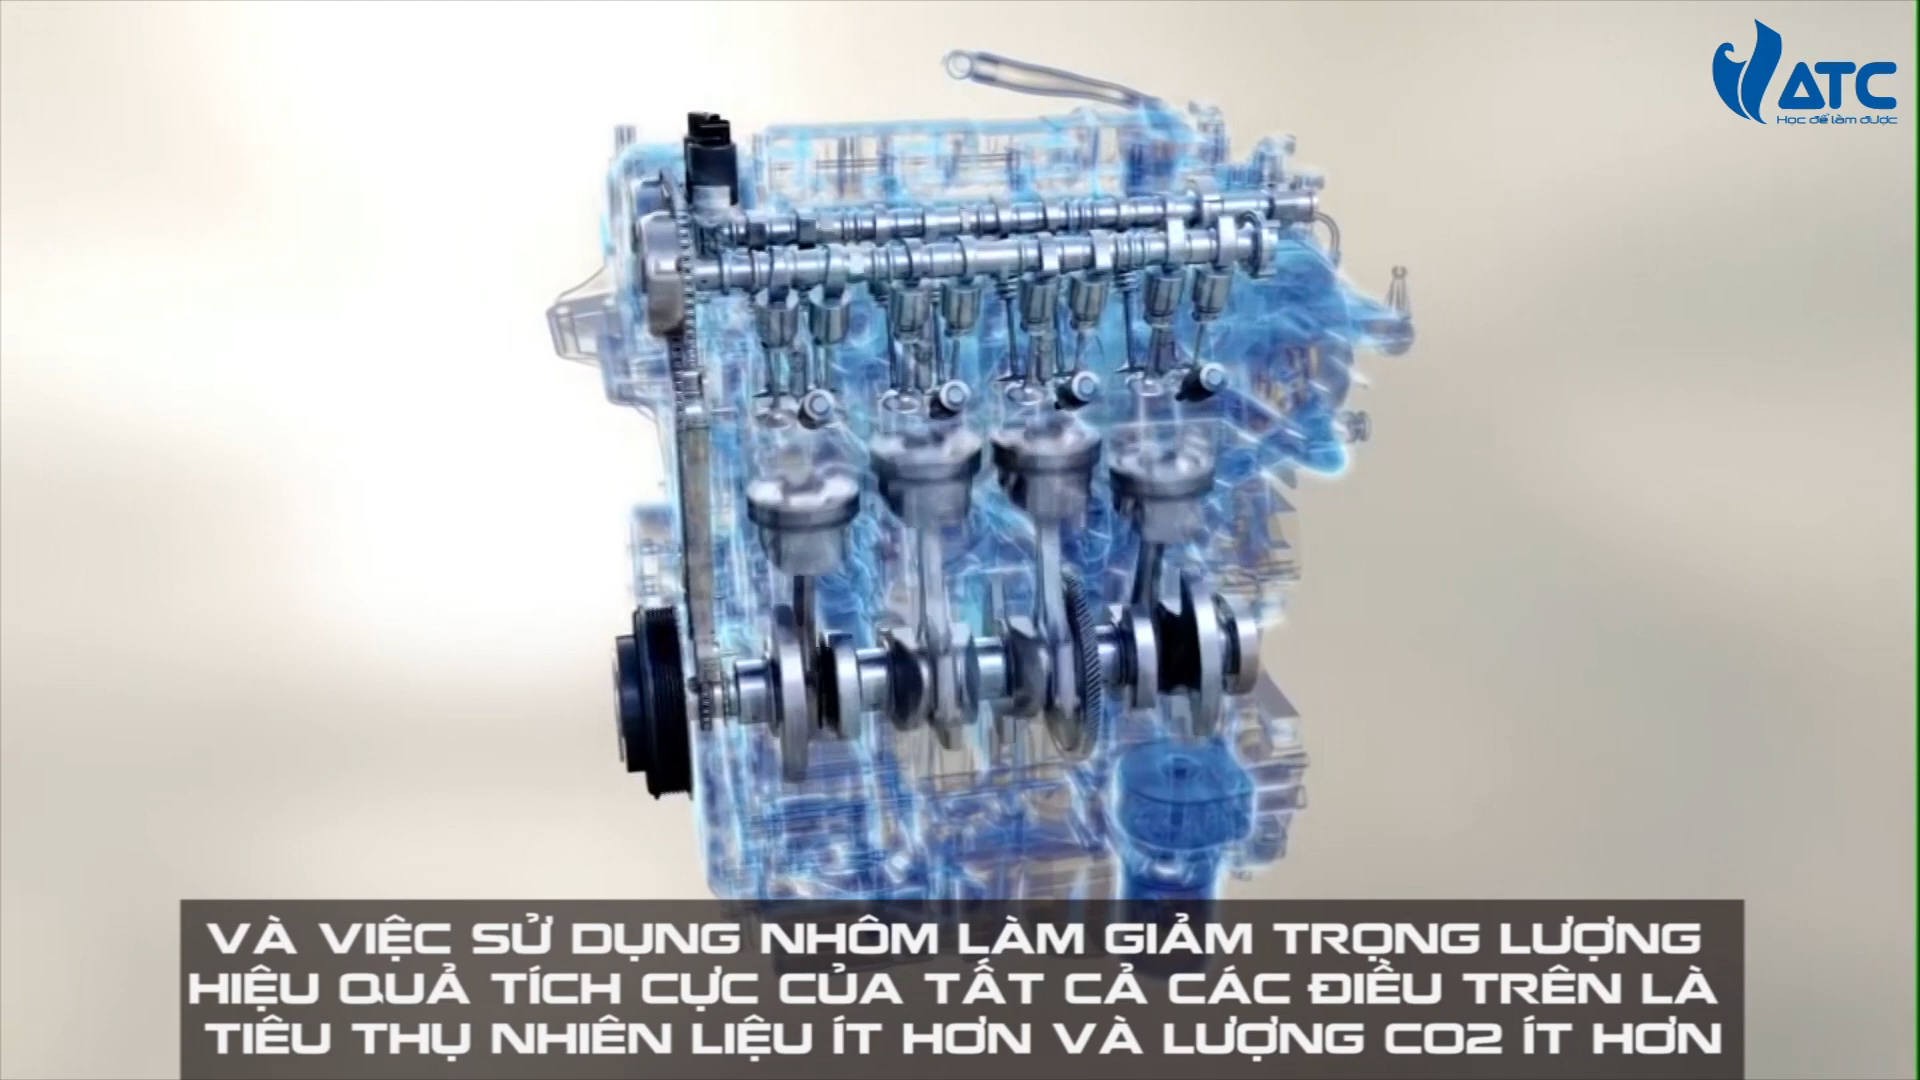 ATC
Học để làm được
VÀ VIỆC SỬ DỤNG NHÔM LÀM GIẢM TRỌNG LƯỢNG
HIỆU QUẢ TÍCH CỰC CỦA TẤT CẢ CÁC ĐIỀU TRÊN LÀ
TIÊU THỤ NHIÊN LIỆU ÍT HƠN VÀ LƯỢNG CO2 ÍT HƠN